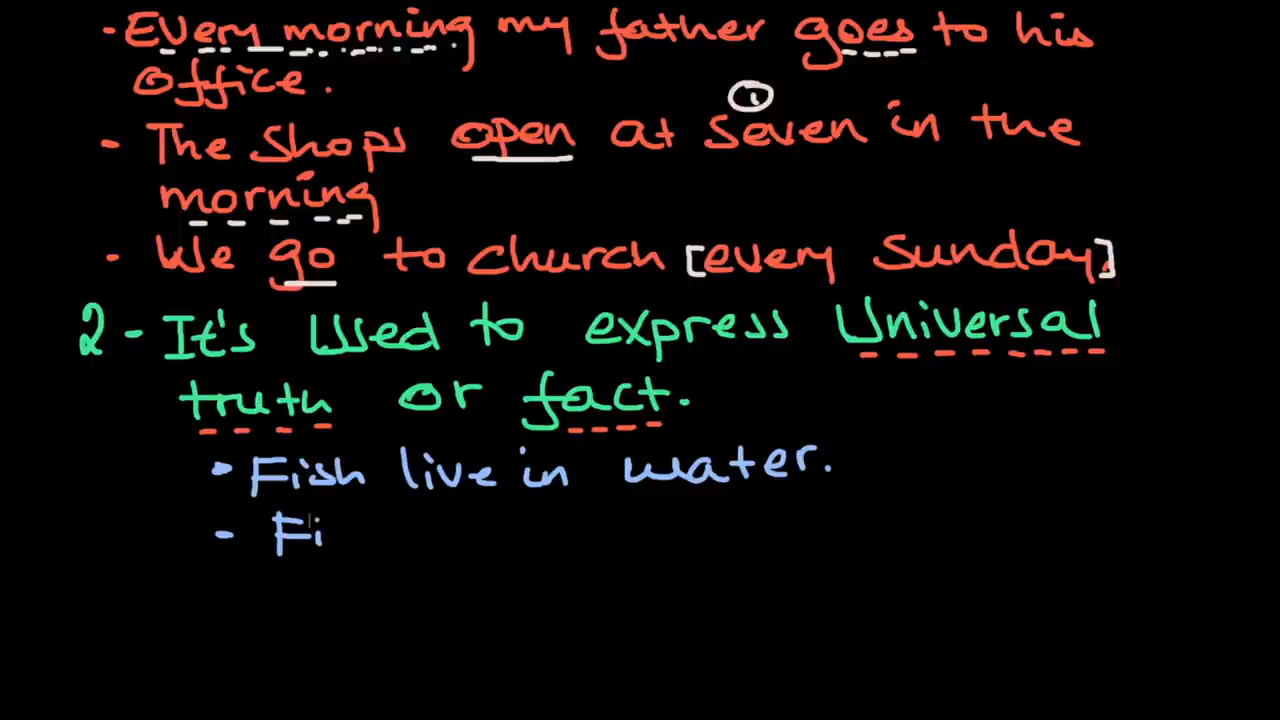 - Every morning my father goes to his
office.
- The shops open at seven in the
morning
- We go to church [every Sunday]
2 - It's used to express Universal
truth or fact.
• Fish live in water.
- Fi